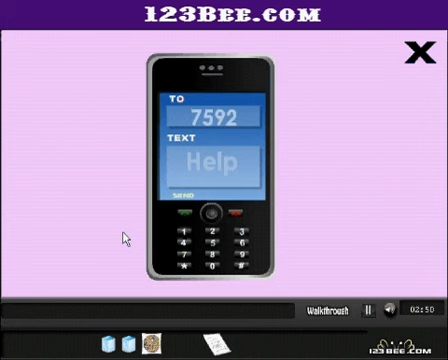 123Bee.com
X
TO
7592
TEXT
Help
SEND
1 2 3
4 5 6
7 8 9
* 0 #
Walkthrough
02:50
123BEE.COM